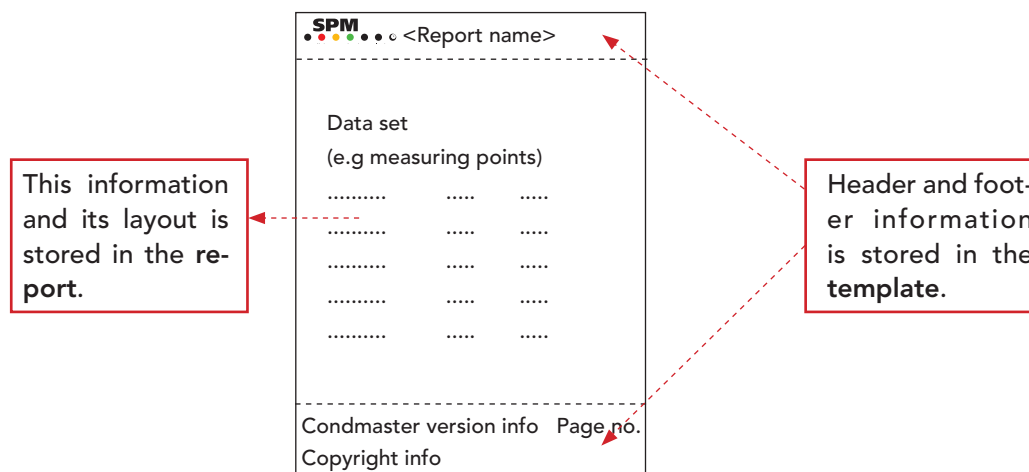 SPM
<Report name>
Data set
(e.g measuring points)
.......... ..... .....
.......... ..... .....
.......... ..... .....
.......... ..... .....
.......... ..... .....
Condmaster version info Page no.
Copyright info
This information
and its layout is
stored in the re-
port.
Header and foot-
er information
is stored in the
template.